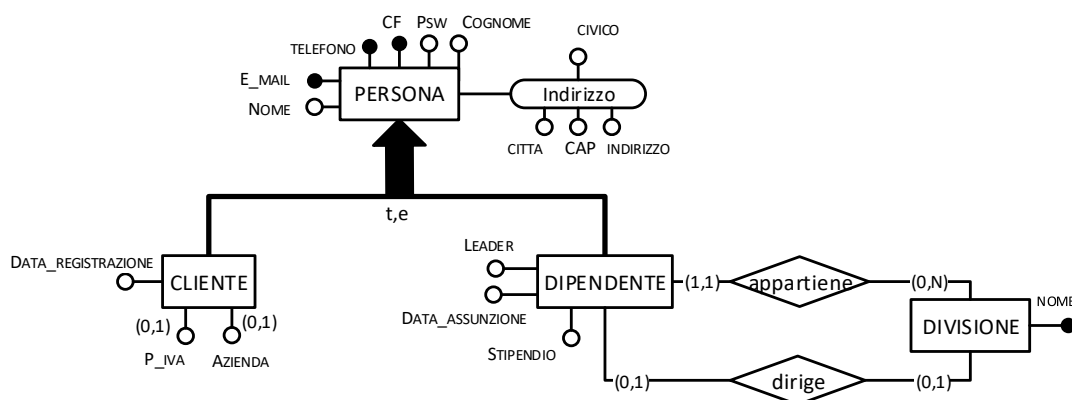 CF PSW COGNOME
TELEFONO
CIVICO
E_MAIL
PERSONA
Indirizzo
NOME
CITTA CAP INDIRIZZO
t,e
LEADER
DATA_REGISTRAZIONE
CLIENTE
DIPENDENTE
(1,1)
appartiene
(0,N)
NOME
DATA_ASSUNZIONE
(0,1)
(0,1)
DIVISIONE
P_IVA
AZIENDA
STIPENDIO
(0,1)
dirige
(0,1)